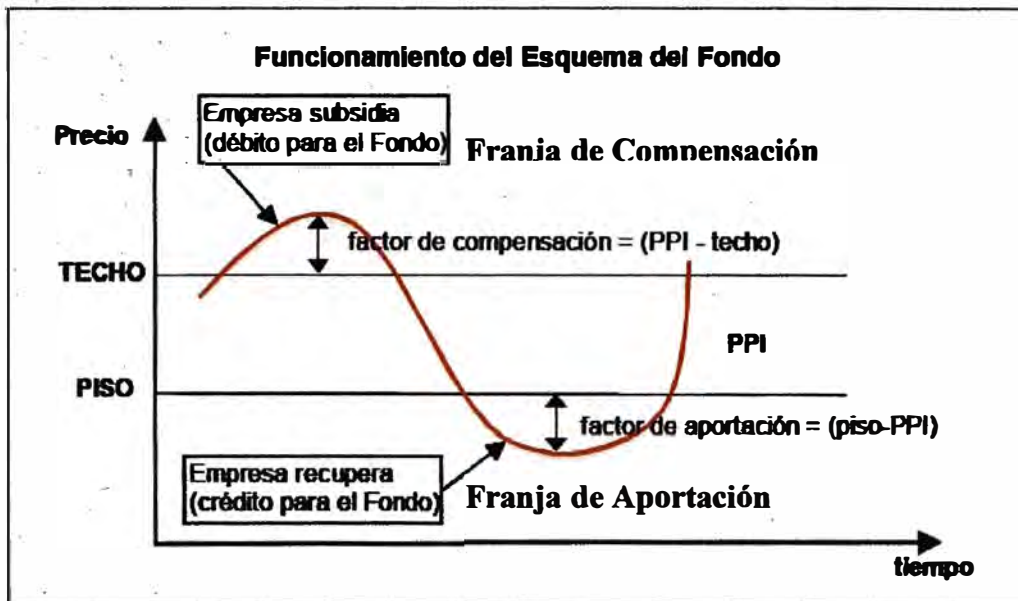 Funcionamiento del Esquema del Fondo
Empresa subsidia
(débito para el Fondo)
Precio
Franja de Compensación
factor de compensación = (PPI - techo)
TECHO
PPI
PISO
factor de aportación = (piso-PPI)
Empresa recupera
(crédito para el Fondo)
Franja de Aportación
tiempo